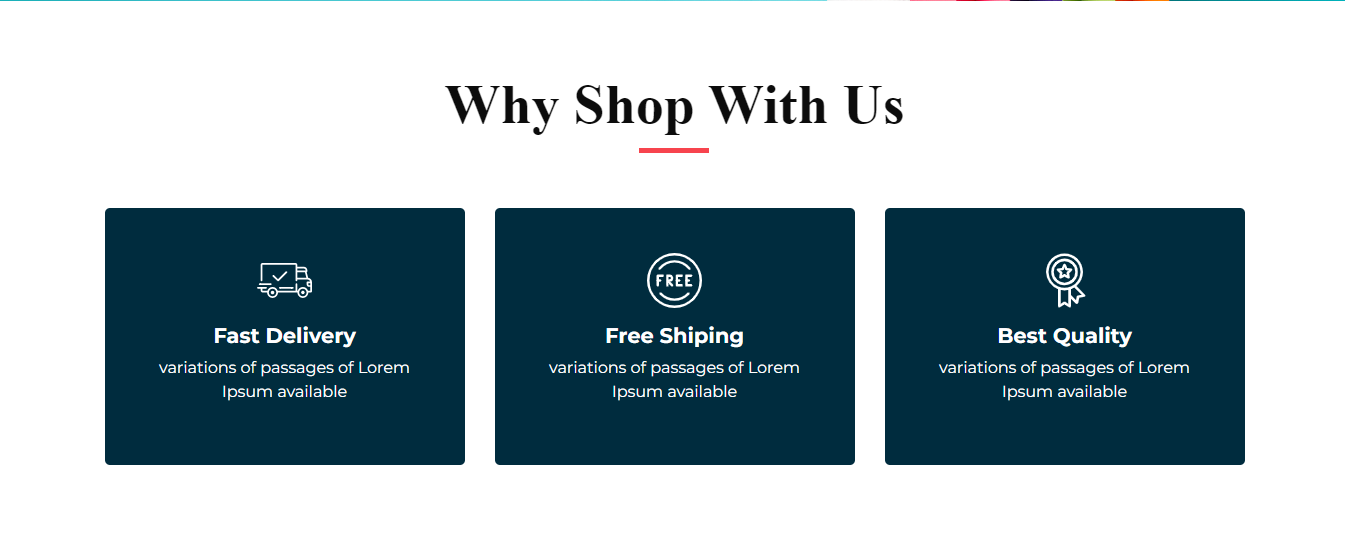 Why Shop With Us
FREE
Fast Delivery
variations of passages of Lorem
Ipsum available
Free Shiping
variations of passages of Lorem
Ipsum available
Best Quality
variations of passages of Lorem
Ipsum available